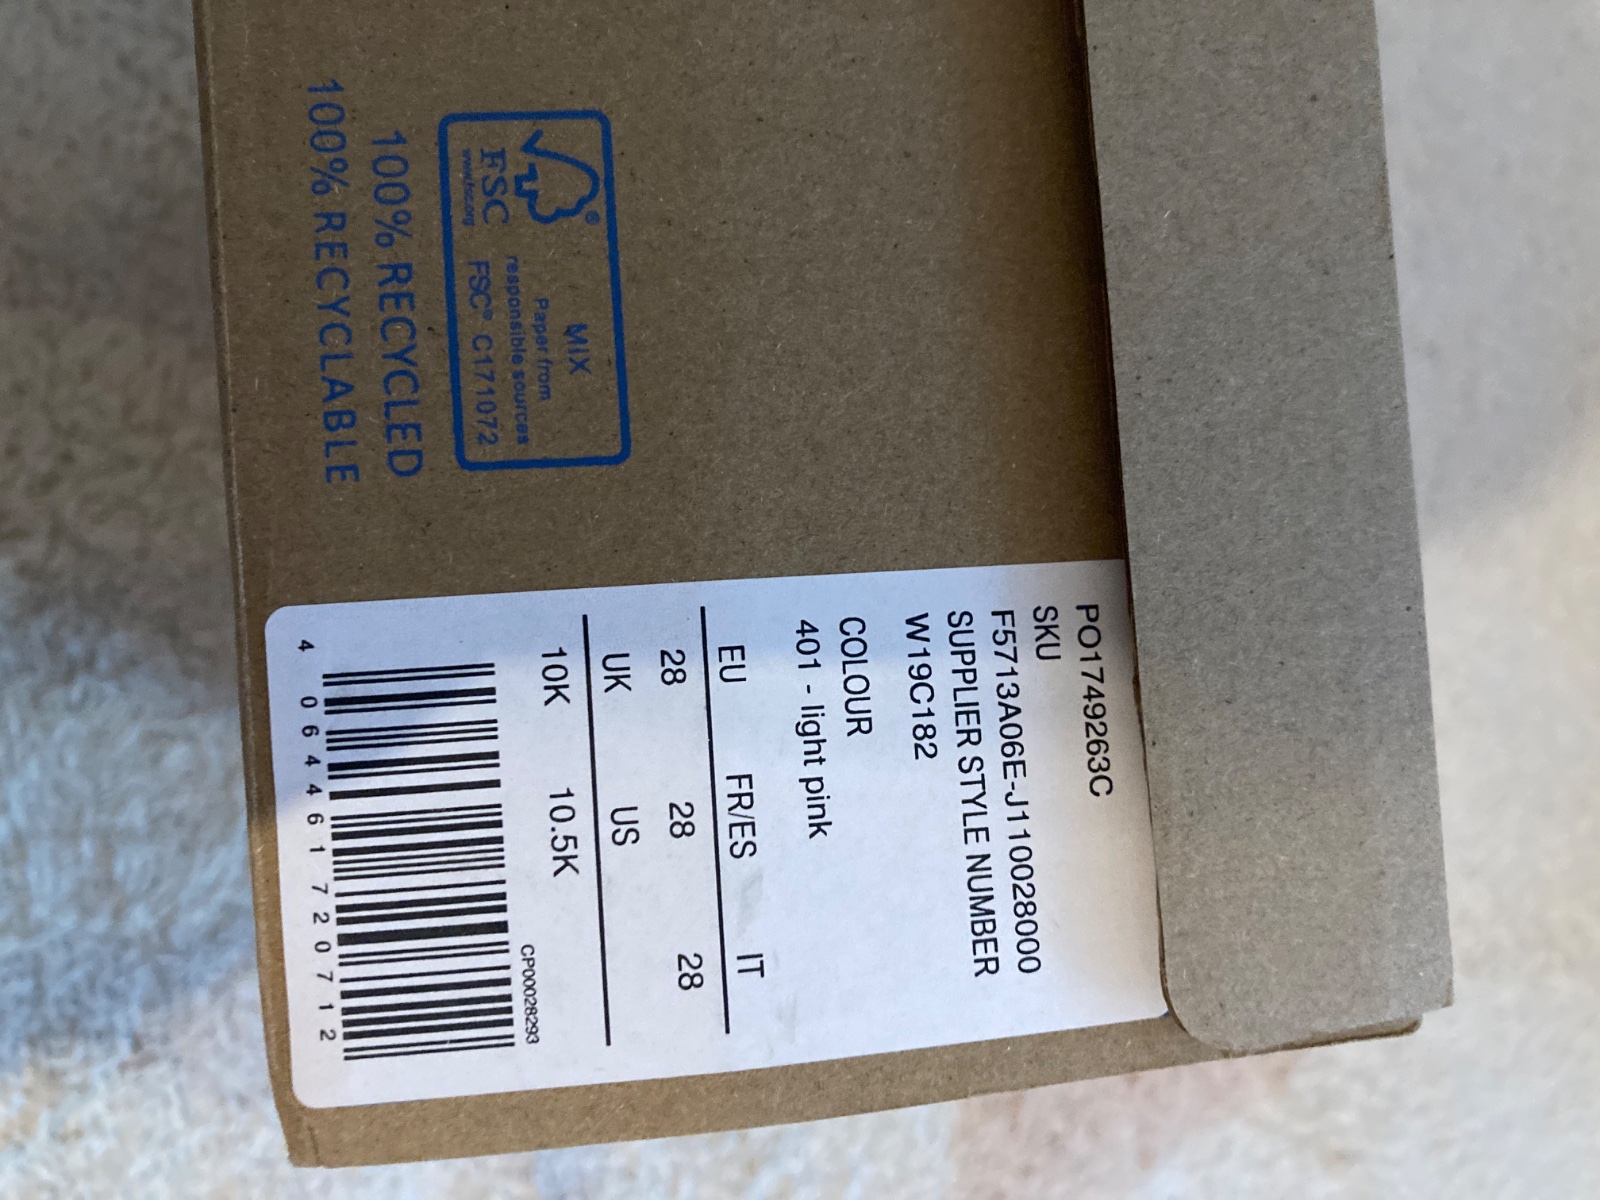 100% RECYCLED
100% RECYCLABLE
®
FSC
www.fsc.org
MIX
Paper from
responsible sources
FSC® C171072
PO1749263C
SKU
F5713A06E-J110028000
SUPPLIER STYLE NUMBER
W19C182
COLOUR
401 - light pink
EU FR/ES IT
28 28 28
UK US
10K 10.5K
CP00028293
4 064461 720712